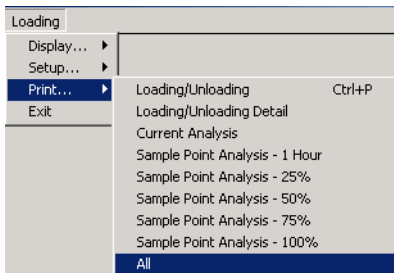 Loading
Display...
Setup...
Print...
Exit
Loading/Unloading Ctrl+P
Loading/Unloading Detail
Current Analysis
Sample Point Analysis - 1 Hour
Sample Point Analysis - 25%
Sample Point Analysis - 50%
Sample Point Analysis - 75%
Sample Point Analysis - 100%
All